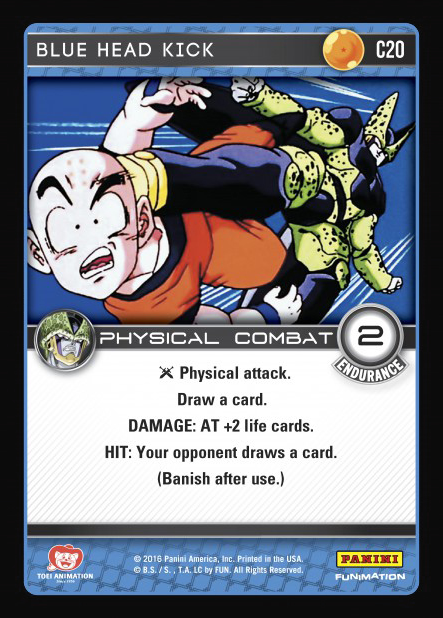 BLUE HEAD KICK
C20
PHYSICAL COMBAT
2
ENDURANCE
Physical attack.
Draw a card.
DAMAGE: AT +2 life cards.
HIT: Your opponent draws a card.
(Banish after use.)
TOEI ANIMATION
© 2016 Panini America, Inc. Printed in the USA.
© B.S. / S. , T.A. LC by FUN. All Rights Reserved.
PANINI
FUNIMATION